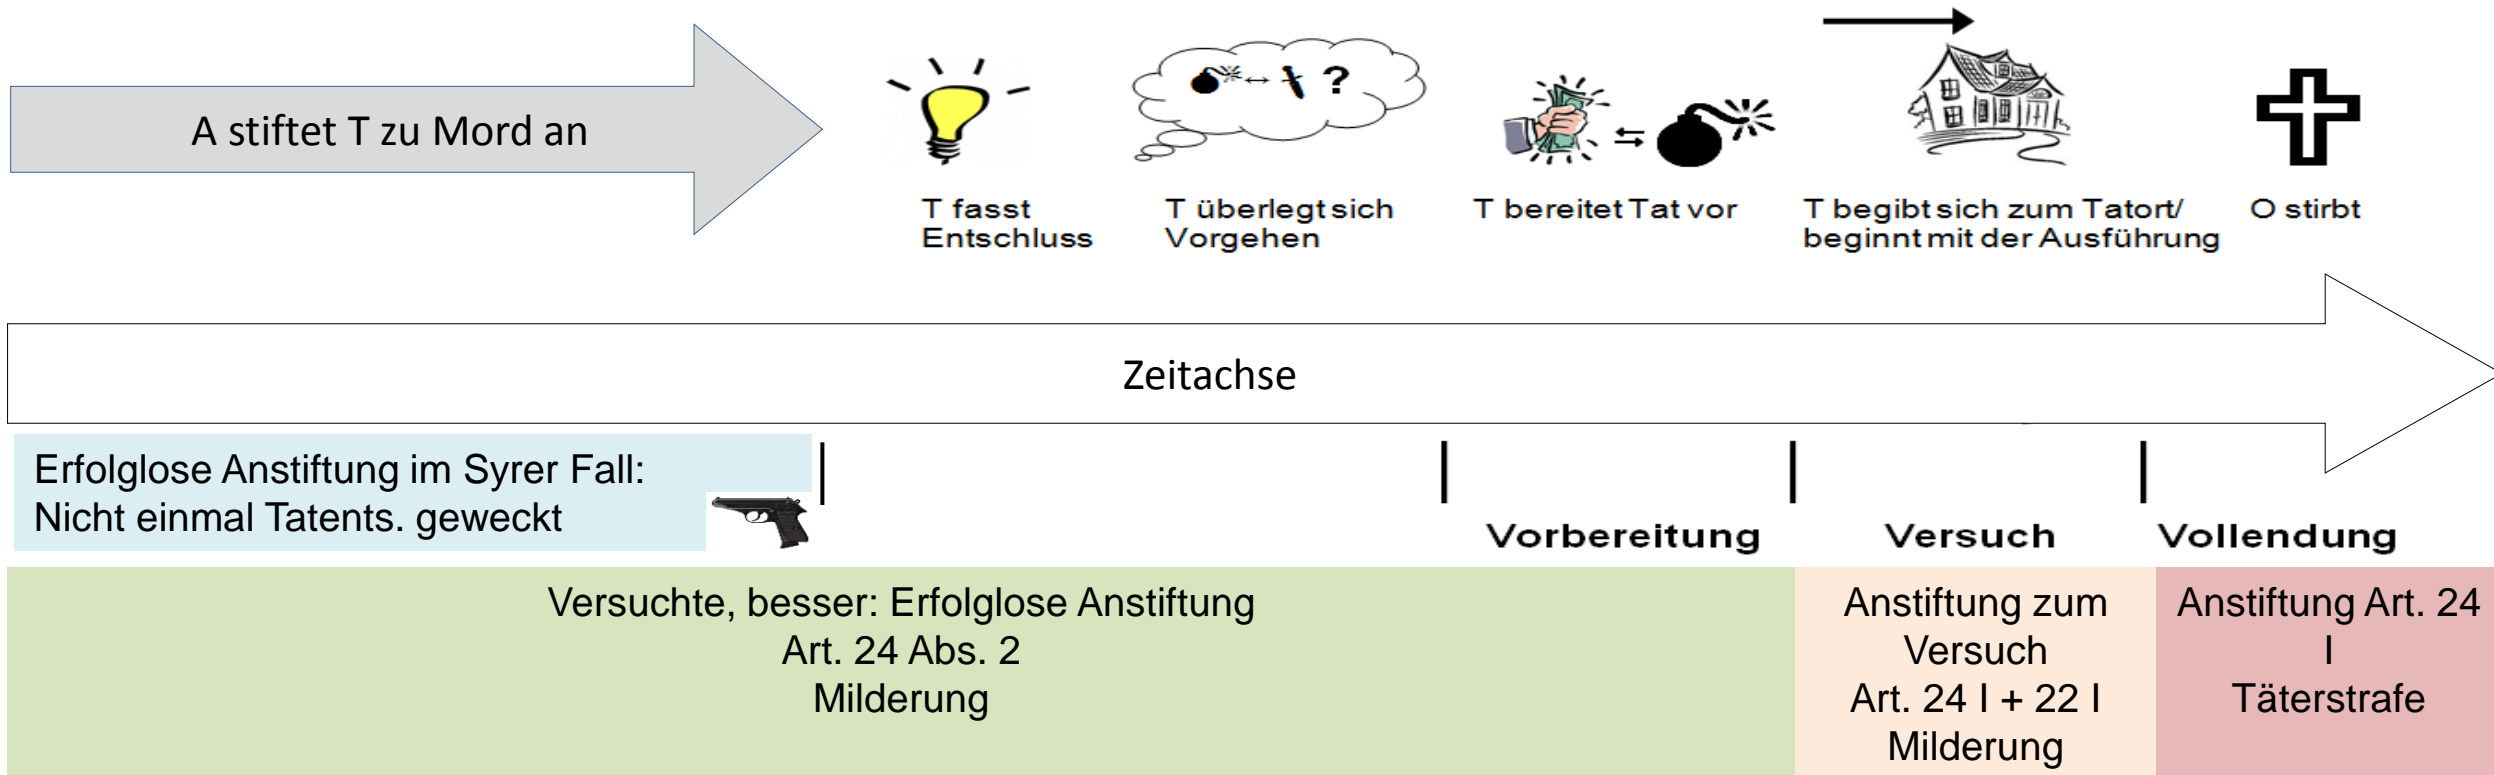 A stiftet T zu Mord an
?
T fasst
Entschluss
T überlegt sich
Vorgehen
T bereitet Tat vor
T begibt sich zum Tatort/
beginnt mit der Ausführung
O stirbt
Zeitachse
Erfolglose Anstiftung im Syrer Fall:
Nicht einmal Tatents. geweckt
Vorbereitung
Versuch
Vollendung
Versuchte, besser: Erfolglose Anstiftung
Art. 24 Abs. 2
Milderung
Anstiftung zum
Versuch
Art. 24 I + 22 I
Milderung
Anstiftung Art. 24
I
Täterstrafe